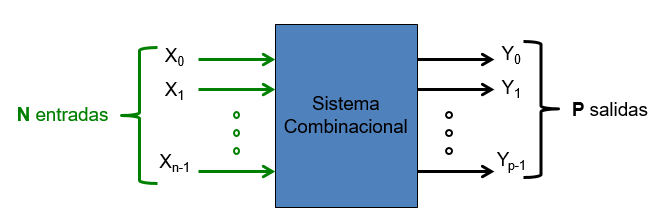 X0
X1
Xn-1
N entradas
Sistema
Combinacional
Y0
Y1
Yp-1
P salidas